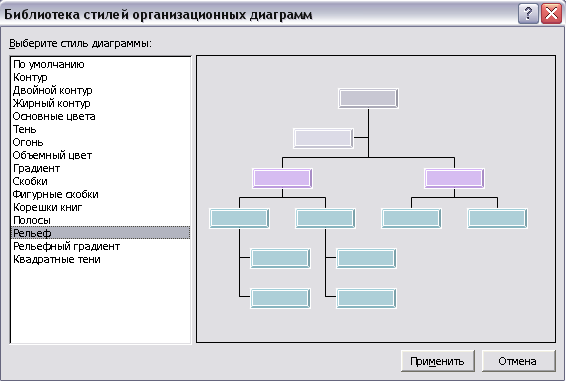 Библиотека стилей организационных диаграмм
Выберите стиль диаграммы:
По умолчанию
Контур
Двойной контур
Жирный контур
Основные цвета
Тень
Огонь
Объемный цвет
Градиент
Скобки
Фигурные скобки
Корешки книг
Полосы
Рельеф
Рельефный градиент
Квадратные тени
Применить
Отмена